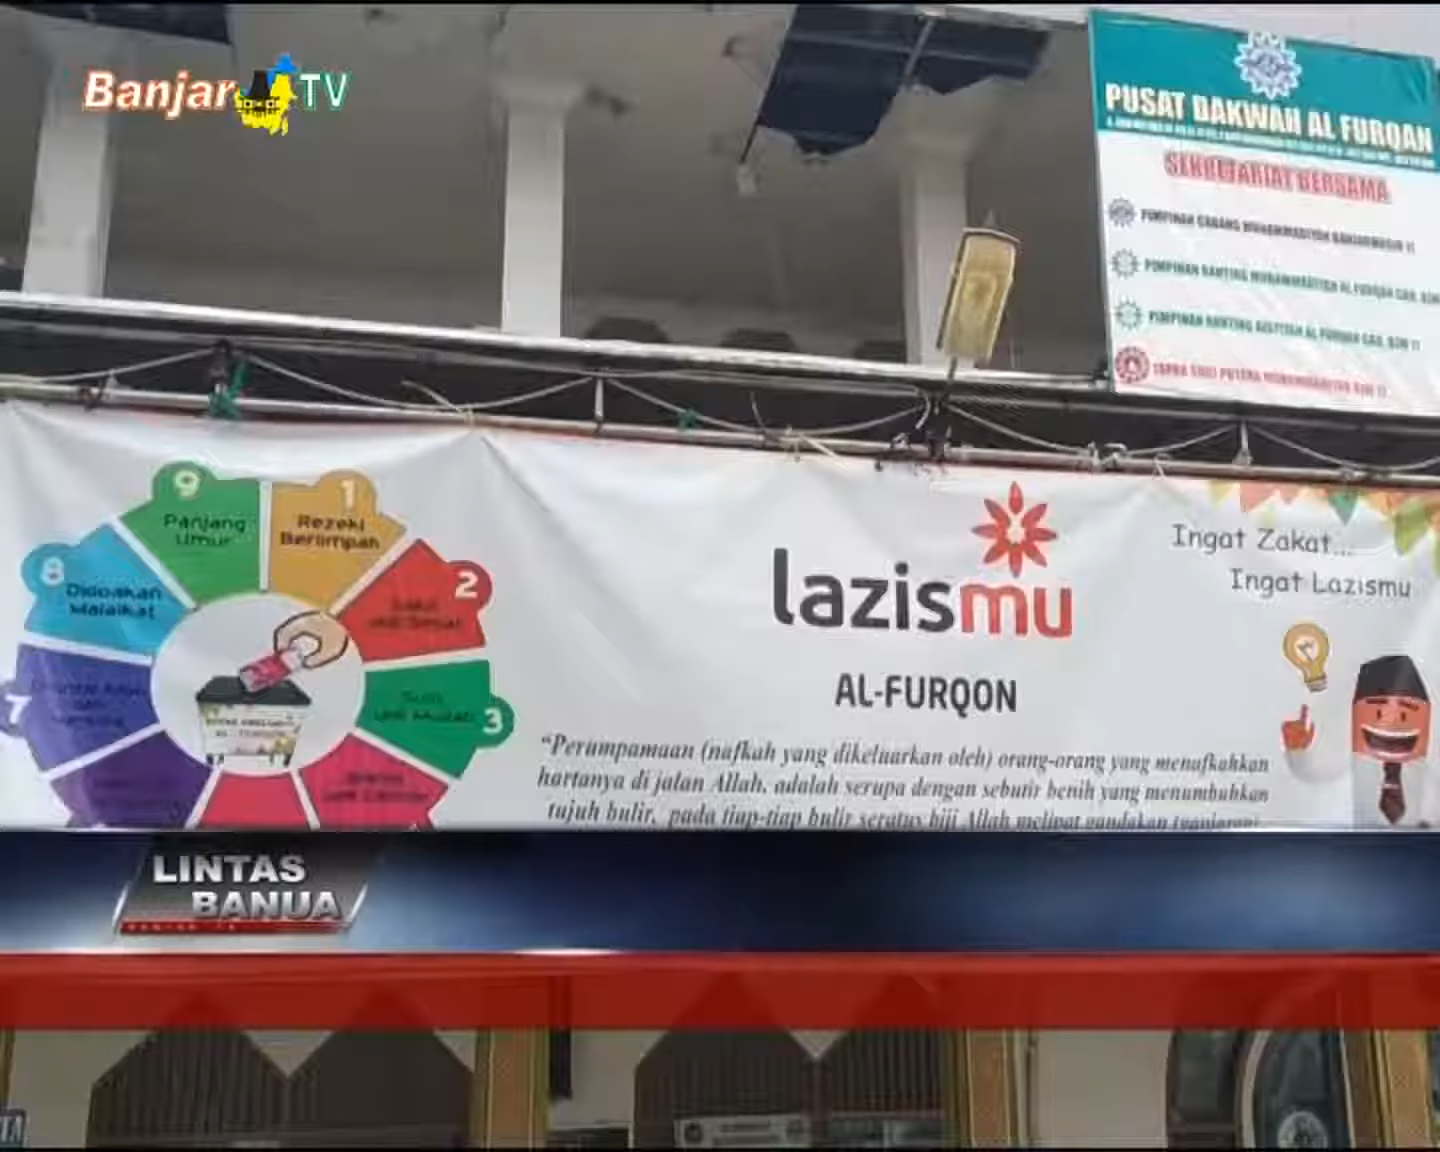 Banjar TV
PUSAT DAKWAH AL FURQAN
SEKRETARIAT BERSAMA
PIMPINAN CABANG MUHAMMADIYAH BANJARMASIN 11
PIMPINAN RANTING MUHAMMADIYAH AL FURQAN CAB. BJM
PIMPINAN RANTING AISYIYAH AL FURQAN CAB. BJM 11
TAPAK SUCI PUTERA MUHAMMADIYAH BJM 11
9
Panjang
Umur
1
Rezeki
Berlimpah
8
Didoakan
Malaikat
2
7
3
lazismu
AL-FURQON
Ingat Zakat...
Ingat Lazismu
"Perumpamaan (nafkah yang dikeluarkan oleh) orang-orang yang menafkahkan
hartanya di jalan Allah, adalah serupa dengan sebutir benih yang menumbuhkan
tujuh bulir, pada tiap-tiap bulir seratus biji Allah melipat gandakan
LINTAS
BANUA
BANJAR TV